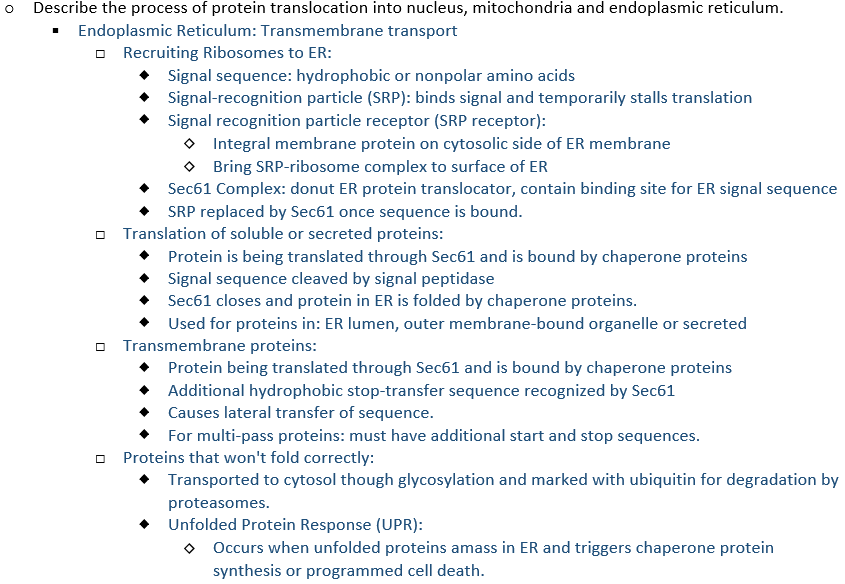 Describe the process of protein translocation into nucleus, mitochondria and endoplasmic reticulum.
Endoplasmic Reticulum: Transmembrane transport
Recruiting Ribosomes to ER:
Signal sequence: hydrophobic or nonpolar amino acids
Signal-recognition particle (SRP): binds signal and temporarily stalls translation
Signal recognition particle receptor (SRP receptor):
Integral membrane protein on cytosolic side of ER membrane
Bring SRP-ribosome complex to surface of ER
Sec61 Complex: donut ER protein translocator, contain binding site for ER signal sequence
SRP replaced by Sec61 once sequence is bound.
Translation of soluble or secreted proteins:
Protein is being translated through Sec61 and is bound by chaperone proteins
Signal sequence cleaved by signal peptidase
Sec61 closes and protein in ER is folded by chaperone proteins.
Used for proteins in: ER lumen, outer membrane-bound organelle or secreted
Transmembrane proteins:
Protein being translated through Sec61 and is bound by chaperone proteins
Additional hydrophobic stop-transfer sequence recognized by Sec61
Causes lateral transfer of sequence.
For multi-pass proteins: must have additional start and stop sequences.
Proteins that won't fold correctly:
Transported to cytosol though glycosylation and marked with ubiquitin for degradation by
proteasomes.
Unfolded Protein Response (UPR):
Occurs when unfolded proteins amass in ER and triggers chaperone protein
synthesis or programmed cell death.